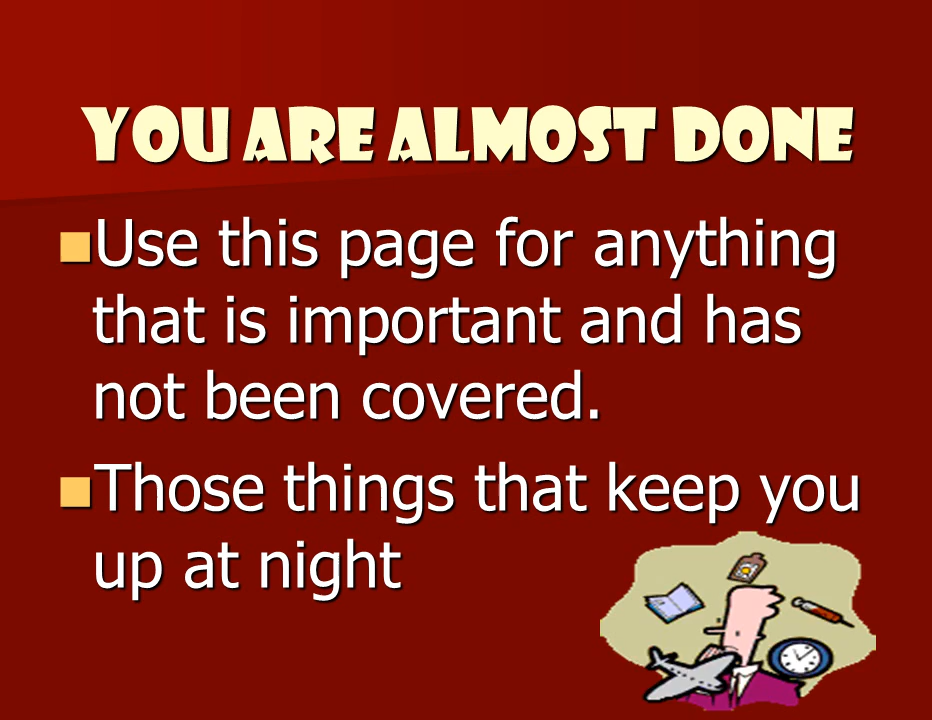 YOU ARE ALMOST DONE
Use this page for anything
that is important and has
not been covered.
Those things that keep you
up at night